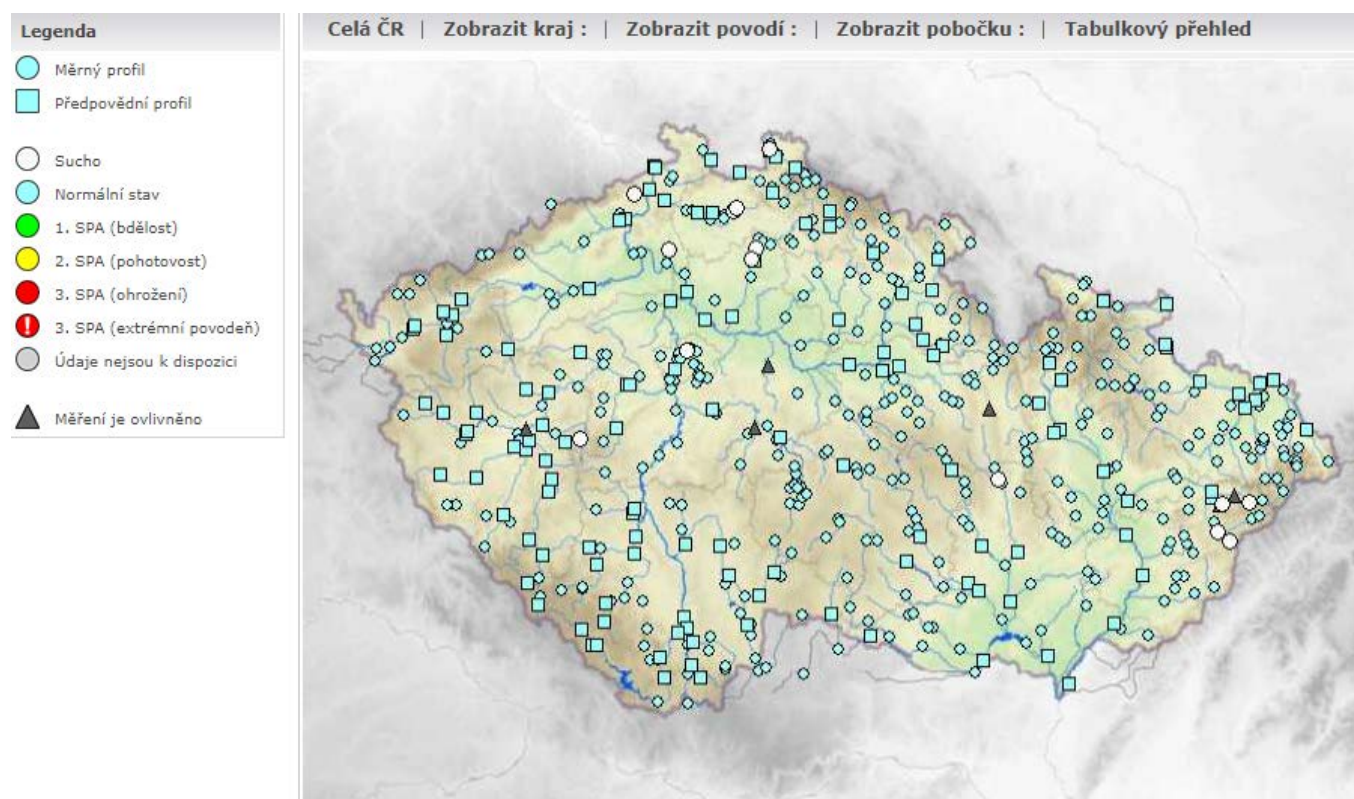 Legenda
Měrný profil
Předpovědní profil
Sucho
Normální stav
1. SPA (bdělost)
2. SPA (pohotovost)
3. SPA (ohrožení)
3. SPA (extrémní povodeň)
Údaje nejsou k dispozici
Měření je ovlivněno
Celá ČR | Zobrazit kraj : | Zobrazit povodí : | Zobrazit pobočku : | Tabulkový přehled